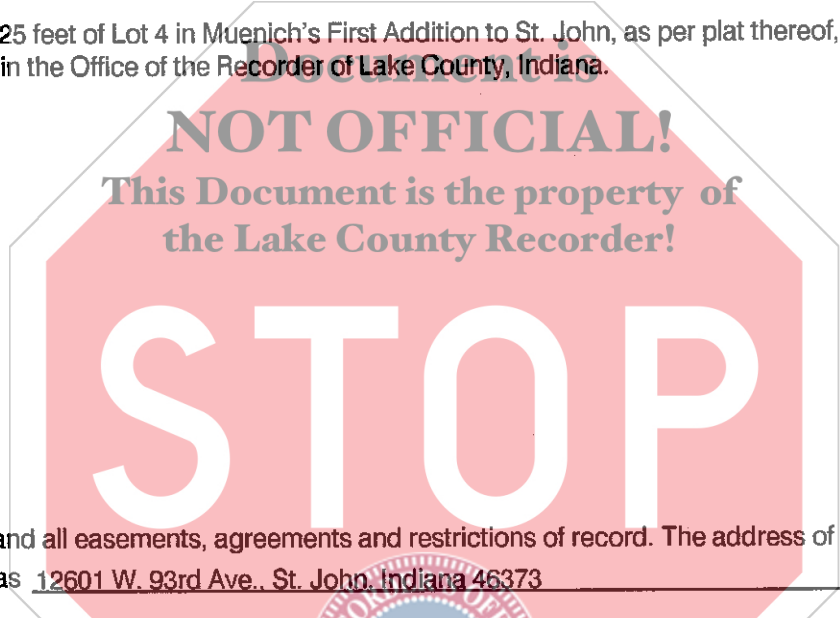 25 feet of Lot 4 in Muenich's First Addition to St. John, as per plat thereof,
in the Office of the Recorder of Lake County, Indiana.
Document is
NOT OFFICIAL!
This Document is the property of
the Lake County Recorder!
STOP
and all easements, agreements and restrictions of record. The address of
as 12601 W. 93rd Ave., St. John, Indiana 46373